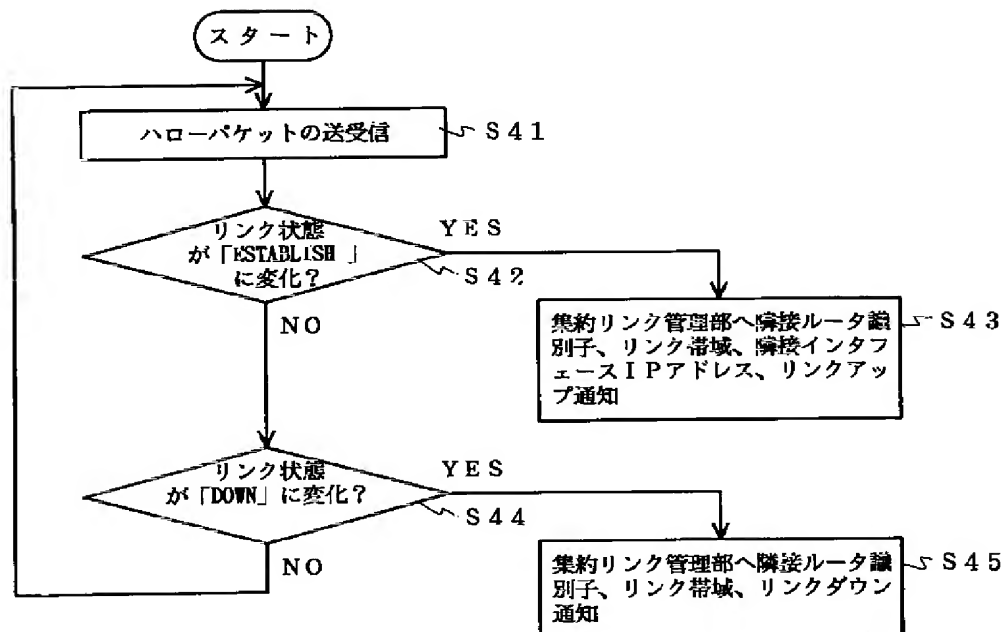 スタート
ハローパケットの送受信
S41
リンク状態
が「ESTABLISH」
に変化?
YES
S42
NO
集約リンク管理部へ隣接ルータ識
別子、リンク帯域、隣接インタフ
ェースIPアドレス、リンクアッ
プ通知
S43
リンク状態
が「DOWN」に変化?
YES
S44
NO
集約リンク管理部へ隣接ルータ識
別子、リンク帯域、リンクダウン
通知
S45